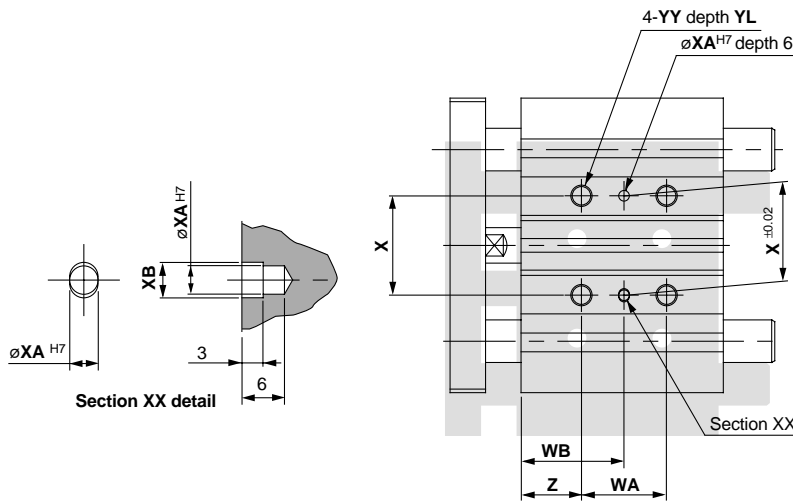 4-YY depth YL
øXA H7 depth 6
øXA H7
XB
X
X ±0.02
3
6
øXA H7
Section XX detail
Section XX
WB
Z
WA